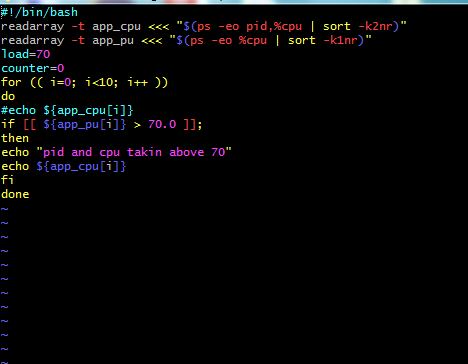 #!/bin/bash
readarray -t app_cpu <<< "$(ps -eo pid,%cpu | sort -k2nr)"
readarray -t app_pu <<< "$(ps -eo %cpu | sort -k1nr)"
load=70
counter=0
for (( i=0; i<10; i++ ))
do
#echo ${app_cpu[i]}
if [[ ${app_pu[i]} > 70.0 ]];
then
echo "pid and cpu takin above 70"
echo ${app_cpu[i]}
fi
done
~
~
~
~
~
~
~
~
~
~
~
~